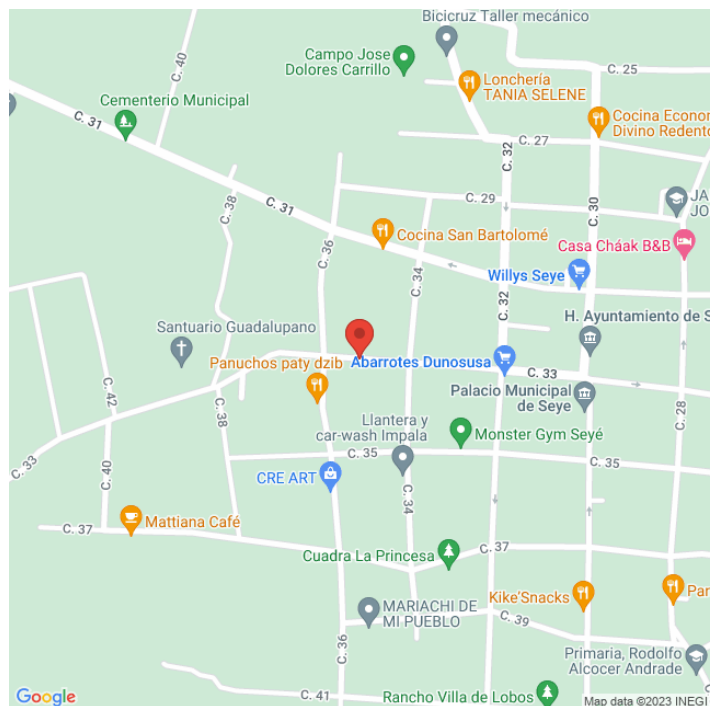 Bicicruz Taller mecánico
Campo Jose
Dolores Carrillo
C. 40
C. 25
Lonchería
TANIA SELENE
Cementerio Municipal
Cocina Econo
Divino Redento
C. 31
C. 27
C. 32
C. 38
C. 29
JA
JO
C. 31
C. 30
C. 36
Cocina San Bartolomé
Casa Cháak B&B
C. 34
Willys Seye
C. 32
H. Ayuntamiento de S
Santuario Guadalupano
Panuchos paty dzib
Abarrotes Dunosusa
C. 33
Palacio Municipal
de Seye
C. 42
C. 38
Llantera y
car-wash Impala
Monster Gym Seyé
C. 28
C. 33
C. 40
C. 35
C. 35
CRE ART
C. 34
Mattiana Café
C. 37
Cuadra La Princesa
C. 37
Kike'Snacks
Par
MARIACHI DE
MI PUEBLO
C. 39
C. 36
Primaria, Rodolfo
Alcocer Andrade
C. 41
Rancho Villa de Lobos
Google
Map data ©2023 INEGI